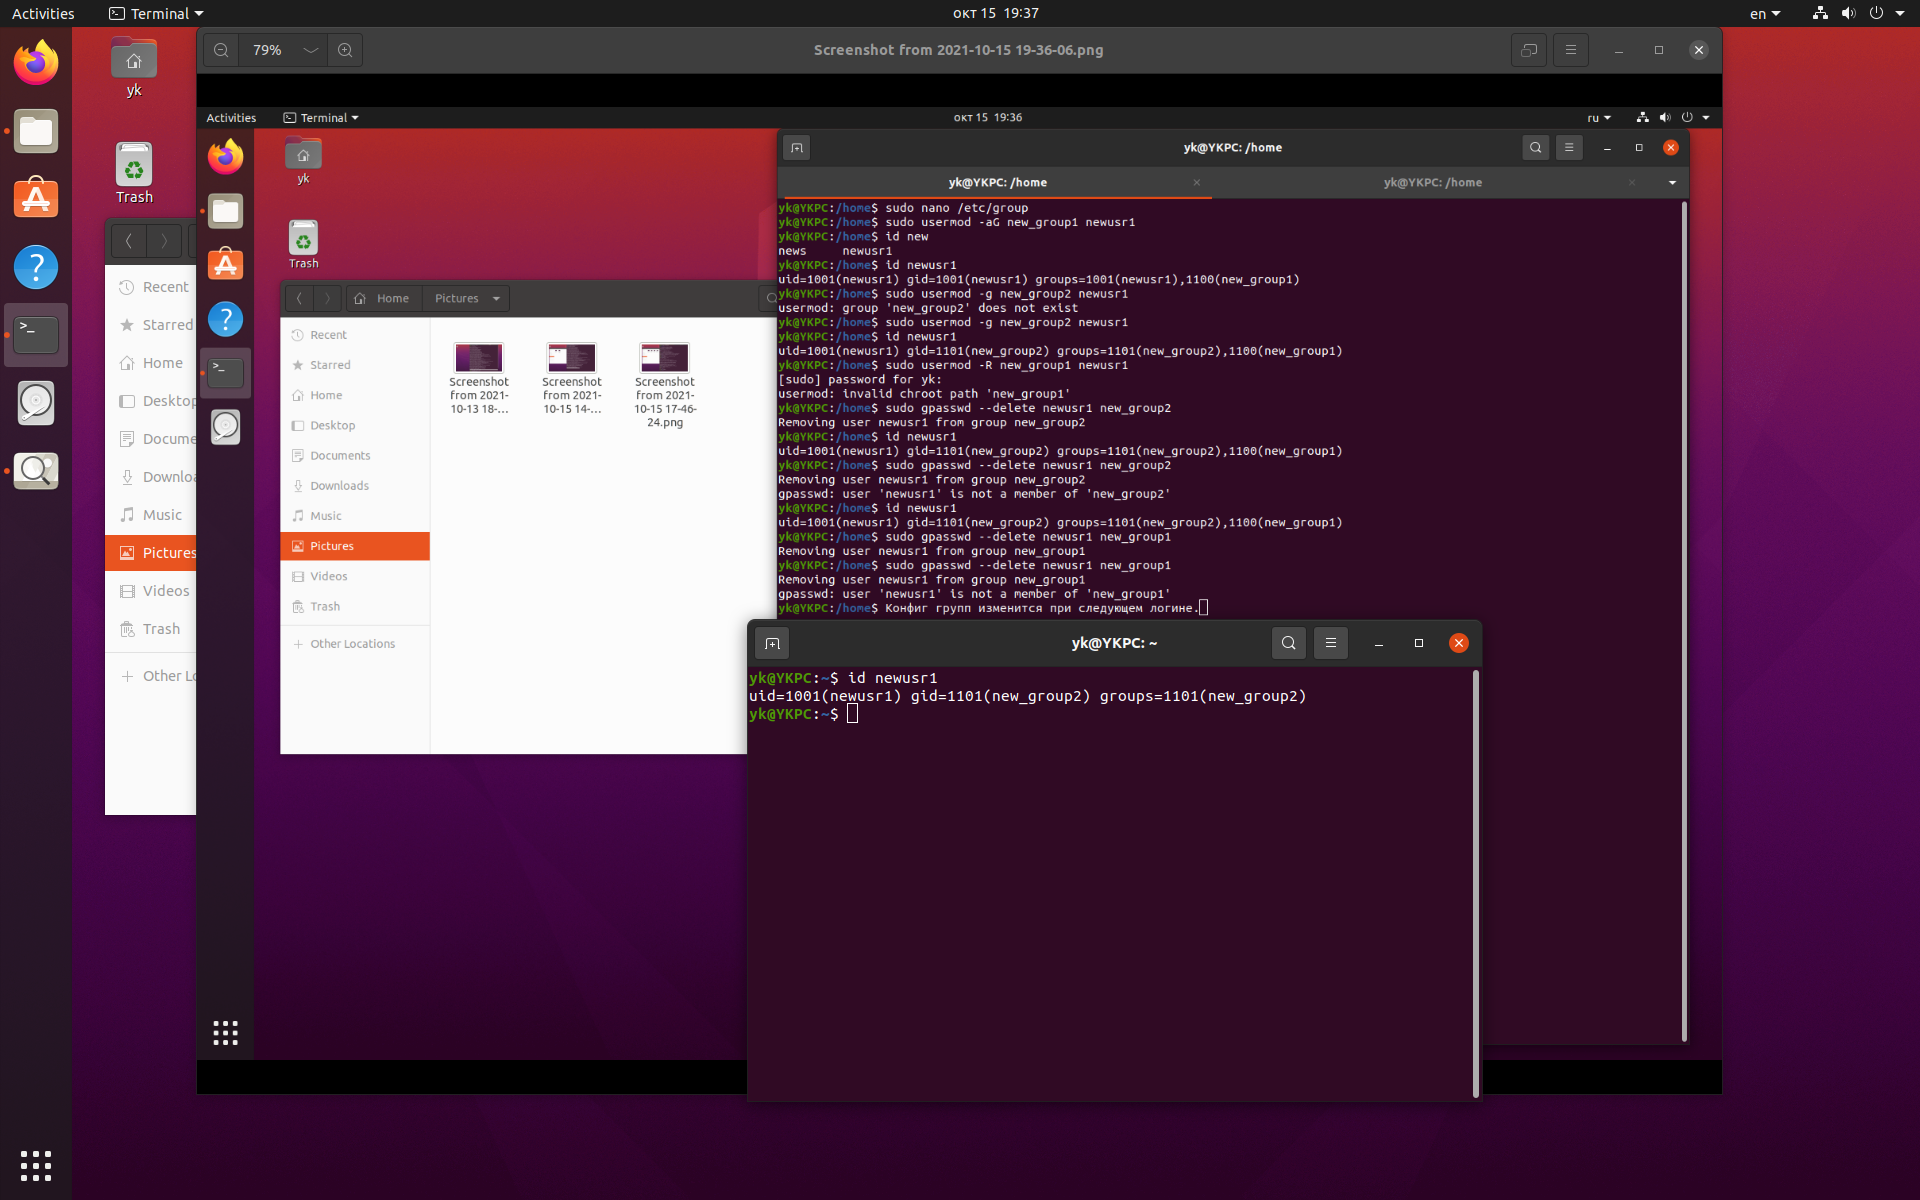 Activities
Terminal
окт 15 19:37
en
79%
Screenshot from 2021-10-15 19-36-06.png
yk
Trash
Recent
Starred
Home
Desktop
Docume
Downloa
Music
Pictures
Videos
Trash
Other Lo
Activities
Terminal
окт 15 19:36
ru
yk
Trash
Home
Pictures
Recent
Starred
Home
Desktop
Documents
Downloads
Music
Pictures
Videos
Trash
Other Locations
Screenshot from 2021-10-13 18-...
Screenshot from 2021-10-15 14-...
Screenshot from 2021-10-15 17-46-24.png
yk@YKPC: /home
yk@YKPC: /home
yk@YKPC: /home
yk@YKPC:/home$ sudo nano /etc/group
yk@YKPC:/home$ sudo usermod -aG new_group1 newusr1
yk@YKPC:/home$ id new
news newusr1
yk@YKPC:/home$ id newusr1
uid=1001(newusr1) gid=1001(newusr1) groups=1001(newusr1),1100(new_group1)
yk@YKPC:/home$ sudo usermod -g new_group2 newusr1
usermod: group 'new_group2' does not exist
yk@YKPC:/home$ sudo usermod -g new_group2 newusr1
yk@YKPC:/home$ id newusr1
uid=1001(newusr1) gid=1101(new_group2) groups=1101(new_group2),1100(new_group1)
yk@YKPC:/home$ sudo usermod -R new_group1 newusr1
[sudo] password for yk:
usermod: invalid chroot path 'new_group1'
yk@YKPC:/home$ sudo gpasswd --delete newusr1 new_group2
Removing user newusr1 from group new_group2
yk@YKPC:/home$ id newusr1
uid=1001(newusr1) gid=1101(new_group2) groups=1101(new_group2),1100(new_group1)
yk@YKPC:/home$ sudo gpasswd --delete newusr1 new_group2
Removing user newusr1 from group new_group2
gpasswd: user 'newusr1' is not a member of 'new_group2'
yk@YKPC:/home$ id newusr1
uid=1001(newusr1) gid=1101(new_group2) groups=1101(new_group2),1100(new_group1)
yk@YKPC:/home$ sudo gpasswd --delete newusr1 new_group1
Removing user newusr1 from group new_group1
yk@YKPC:/home$ sudo gpasswd --delete newusr1 new_group1
Removing user newusr1 from group new_group1
gpasswd: user 'newusr1' is not a member of 'new_group1'
yk@YKPC:/home$ Конфиг групп изменится при следующем логине.
yk@YKPC: ~
yk@YKPC:~$ id newusr1
uid=1001(newusr1) gid=1101(new_group2) groups=1101(new_group2)
yk@YKPC:~$